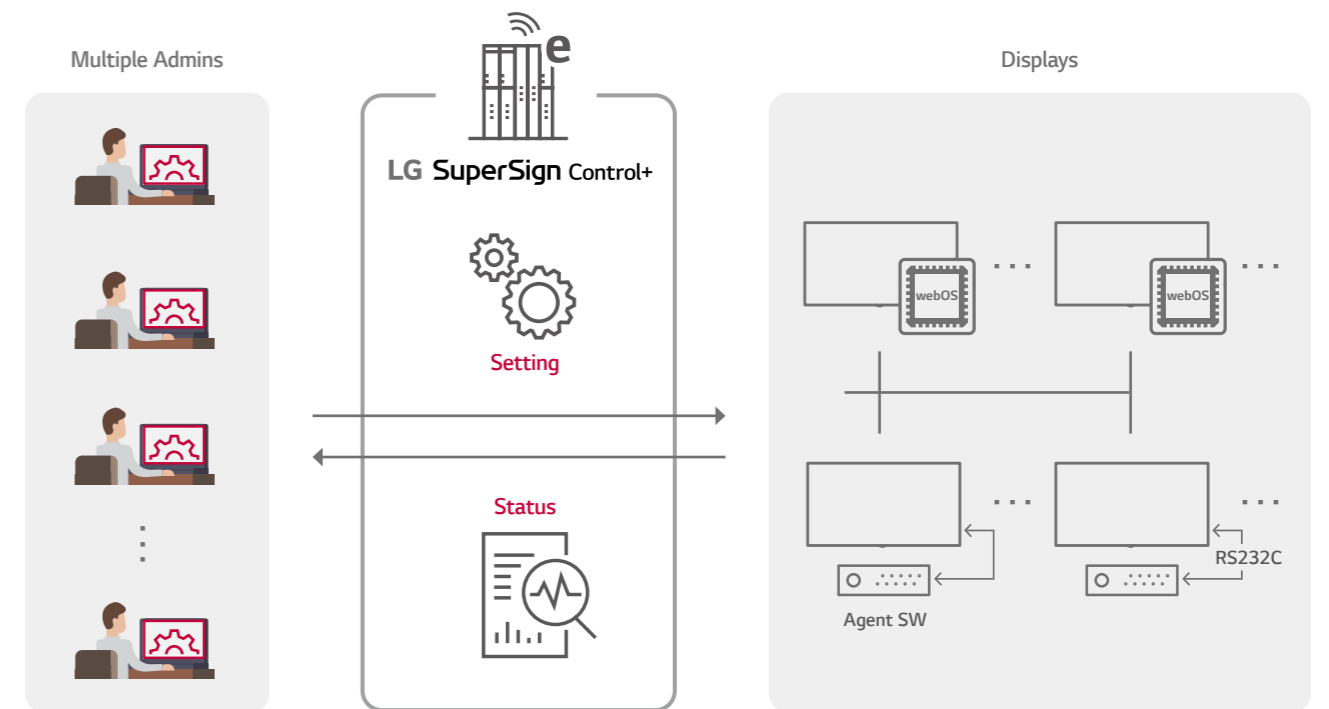 Multiple Admins
e
LG SuperSign Control+
Setting
Status
Displays
webOS
webOS
RS232C
Agent SW